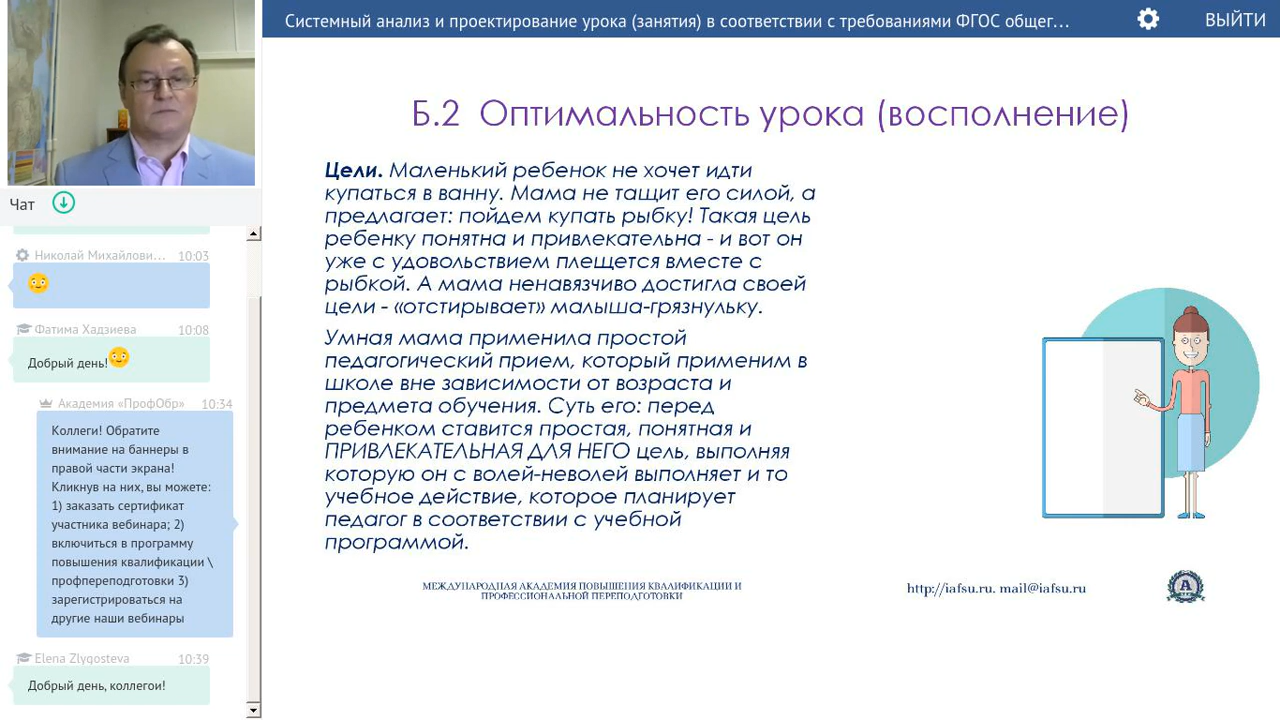 Системный анализ и проектирование урока (занятия) в соответствии с требованиями ФГОС общег...
ВЫЙТИ
Чат
Николай Михайлови... 10:03
Фатима Хадзиева 10:08
Добрый день!
Академия «ПрофОбр» 10:34
Коллеги! Обратите
внимание на баннеры в
правой части экрана!
Кликнув на них, вы можете:
1) заказать сертификат
участника вебинара; 2)
включиться в программу
повышения квалификации \
профпереподготовки 3)
зарегистрироваться на
другие наши вебинары
Elena Zlygosteva 10:39
Добрый день, коллегои!
Б.2 Оптимальность урока (восполнение)
Цели. Маленький ребенок не хочет идти
купаться в ванну. Мама не тащит его силой, а
предлагает: пойдем купать рыбку! Такая цель
ребенку понятна и привлекательна - и вот он
уже с удовольствием плещется вместе с
рыбкой. А мама ненавязчиво достигла своей
цели - «отстирывает» малыша-грязнульку.
Умная мама применила простой
педагогический прием, который применим в
школе вне зависимости от возраста и
предмета обучения. Суть его: перед
ребенком ставится простая, понятная и
ПРИВЛЕКАТЕЛЬНАЯ ДЛЯ НЕГО цель, выполняя
которую он с волей-неволей выполняет и то
учебное действие, которое планирует
педагог в соответствии с учебной
программой.
МЕЖДУНАРОДНАЯ АКАДЕМИЯ ПОВЫШЕНИЯ КВАЛИФИКАЦИИ И
ПРОФЕССИОНАЛЬНОЙ ПЕРЕПОДГОТОВКИ
http://iafsu.ru. mail@iafsu.ru